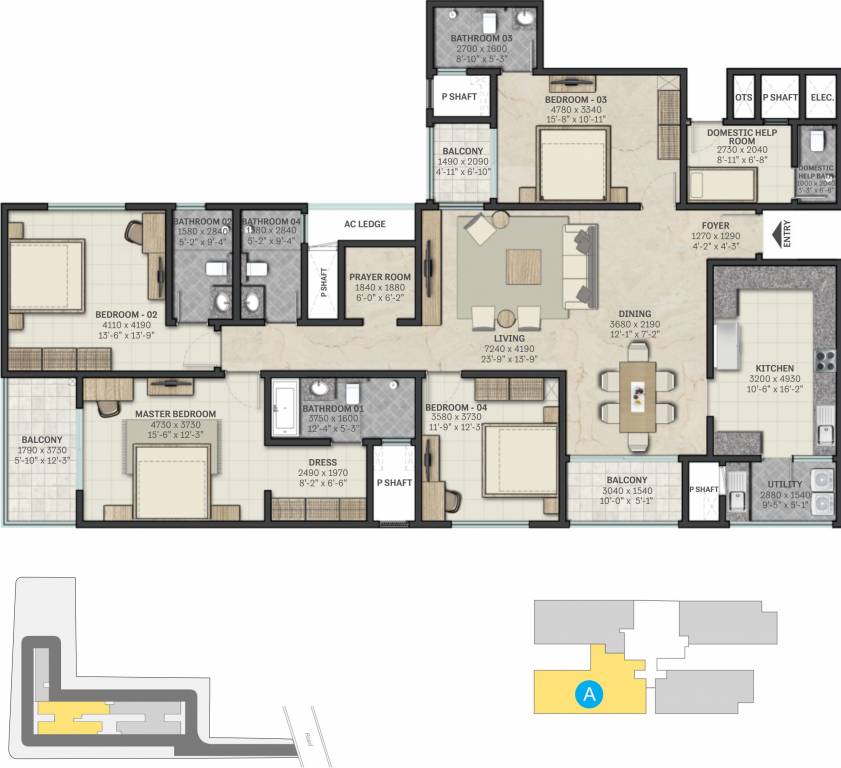 BATHROOM 03
2700 x 1600
8'-10" x 5'-3"
P SHAFT
BEDROOM - 03
4780 x 3340
15'-8" x 10'-11"
OTS
P SHAFT
ELEC.
BALCONY
1490 x 2090
4'-11" x 6'-10"
DOMESTIC HELP
ROOM
2730 x 2040
8'-11" x 6'-8"
DOMESTIC
HELP BATH
1000 x 2040
3'-3" x 6'-8"
BATHROOM 02
1580 x 2840
5'-2" x 9'-4"
BATHROOM 04
1580 x 2840
5'-2" x 9'-4"
AC LEDGE
P SHAFT
PRAYER ROOM
1840 x 1880
6'-0" x 6'-2"
FOYER
1270 x 1290
4'-2" x 4'-3"
ENTRY
BEDROOM - 02
4110 x 4190
13'-6" x 13'-9"
LIVING
7240 x 4190
23'-9" x 13'-9"
DINING
3680 x 2190
12'-1" x 7'-2"
KITCHEN
3200 x 4930
10'-6" x 16'-2"
BALCONY
1790 x 3730
5'-10" x 12'-3"
MASTER BEDROOM
4730 x 3730
15'-6" x 12'-3"
BATHROOM 01
3750 x 1600
12'-4" x 5'-3"
DRESS
2490 x 1970
8'-2" x 6'-6"
P SHAFT
BEDROOM - 04
3580 x 3730
11'-9" x 12'-3"
BALCONY
3040 x 1540
10'-0" x 5'-1"
P SHAFT
UTILITY
2880 x 1540
9'-5" x 5'-1"
Road
A